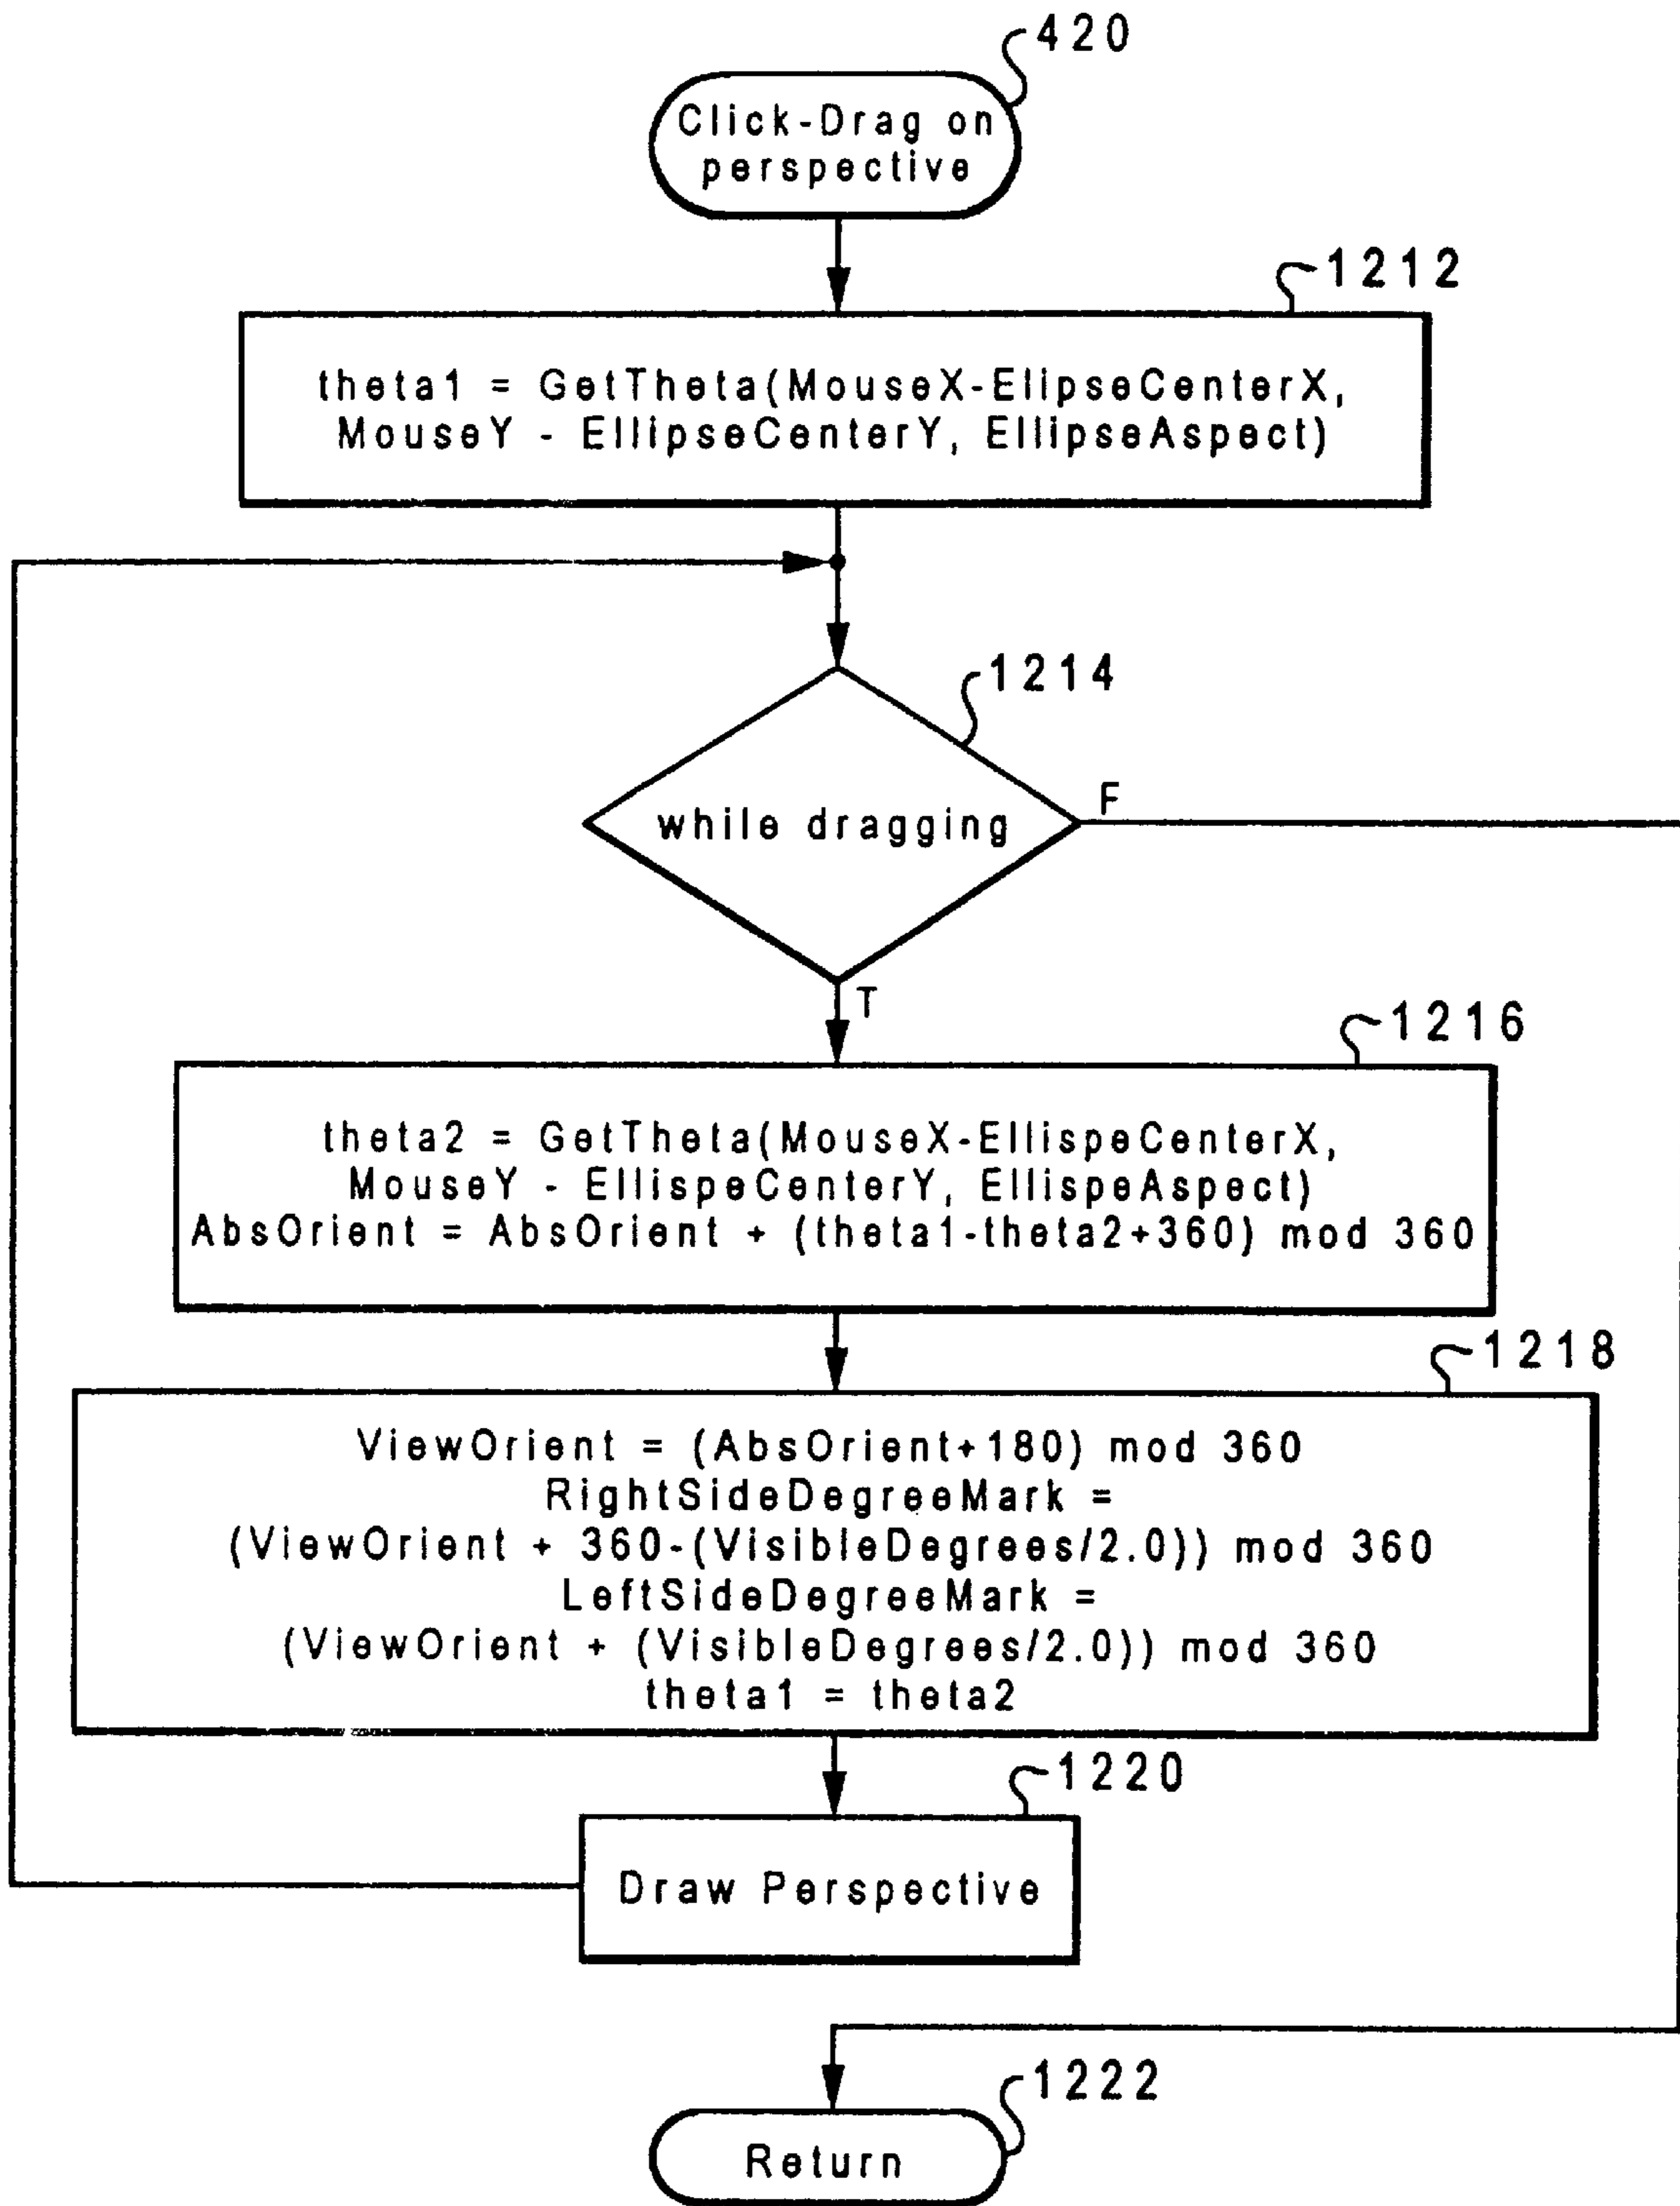 420
Click-Drag on
perspective
1212
theta1 = GetTheta(MouseX-ElipseCenterX,
MouseY - EllipseCenterY, EllipseAspect)
1214
while dragging
F
T
1216
theta2 = GetTheta(MouseX-EllispeCenterX,
MouseY - EllispeCenterY, EllispeAspect)
AbsOrient = AbsOrient + (theta1-theta2+360) mod 360
1218
ViewOrient = (AbsOrient+180) mod 360
RightSideDegreeMark =
(ViewOrient + 360-(VisibleDegrees/2.0)) mod 360
LeftSideDegreeMark =
(ViewOrient + (VisibleDegrees/2.0)) mod 360
theta1 = theta2
1220
Draw Perspective
1222
Return